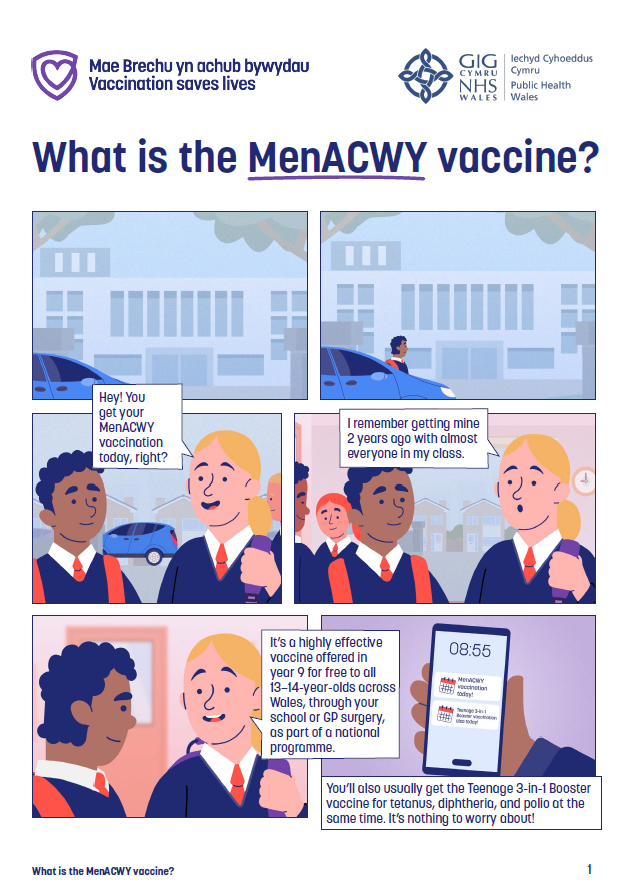 Mae Brechu yn achub bywydau
Vaccination saves lives
GIG
CYMRU
NHS
WALES
Iechyd Cyhoeddus
Cymru
Public Health
Wales
What is the MenACWY vaccine?
Hey! You
get your
MenACWY
vaccination
today, right?
I remember getting mine
2 years ago with almost
everyone in my class.
It's a highly effective
vaccine offered in
year 9 for free to all
13–14-year-olds across
Wales, through your
school or GP surgery,
as part of a national
programme.
08:55
MenACWY
vaccination
today!
Teenage 3-in-1
Booster vaccination
also today!
You'll also usually get the Teenage 3-in-1 Booster
vaccine for tetanus, diphtheria, and polio at the
same time. It's nothing to worry about!
What is the MenACWY vaccine?
1